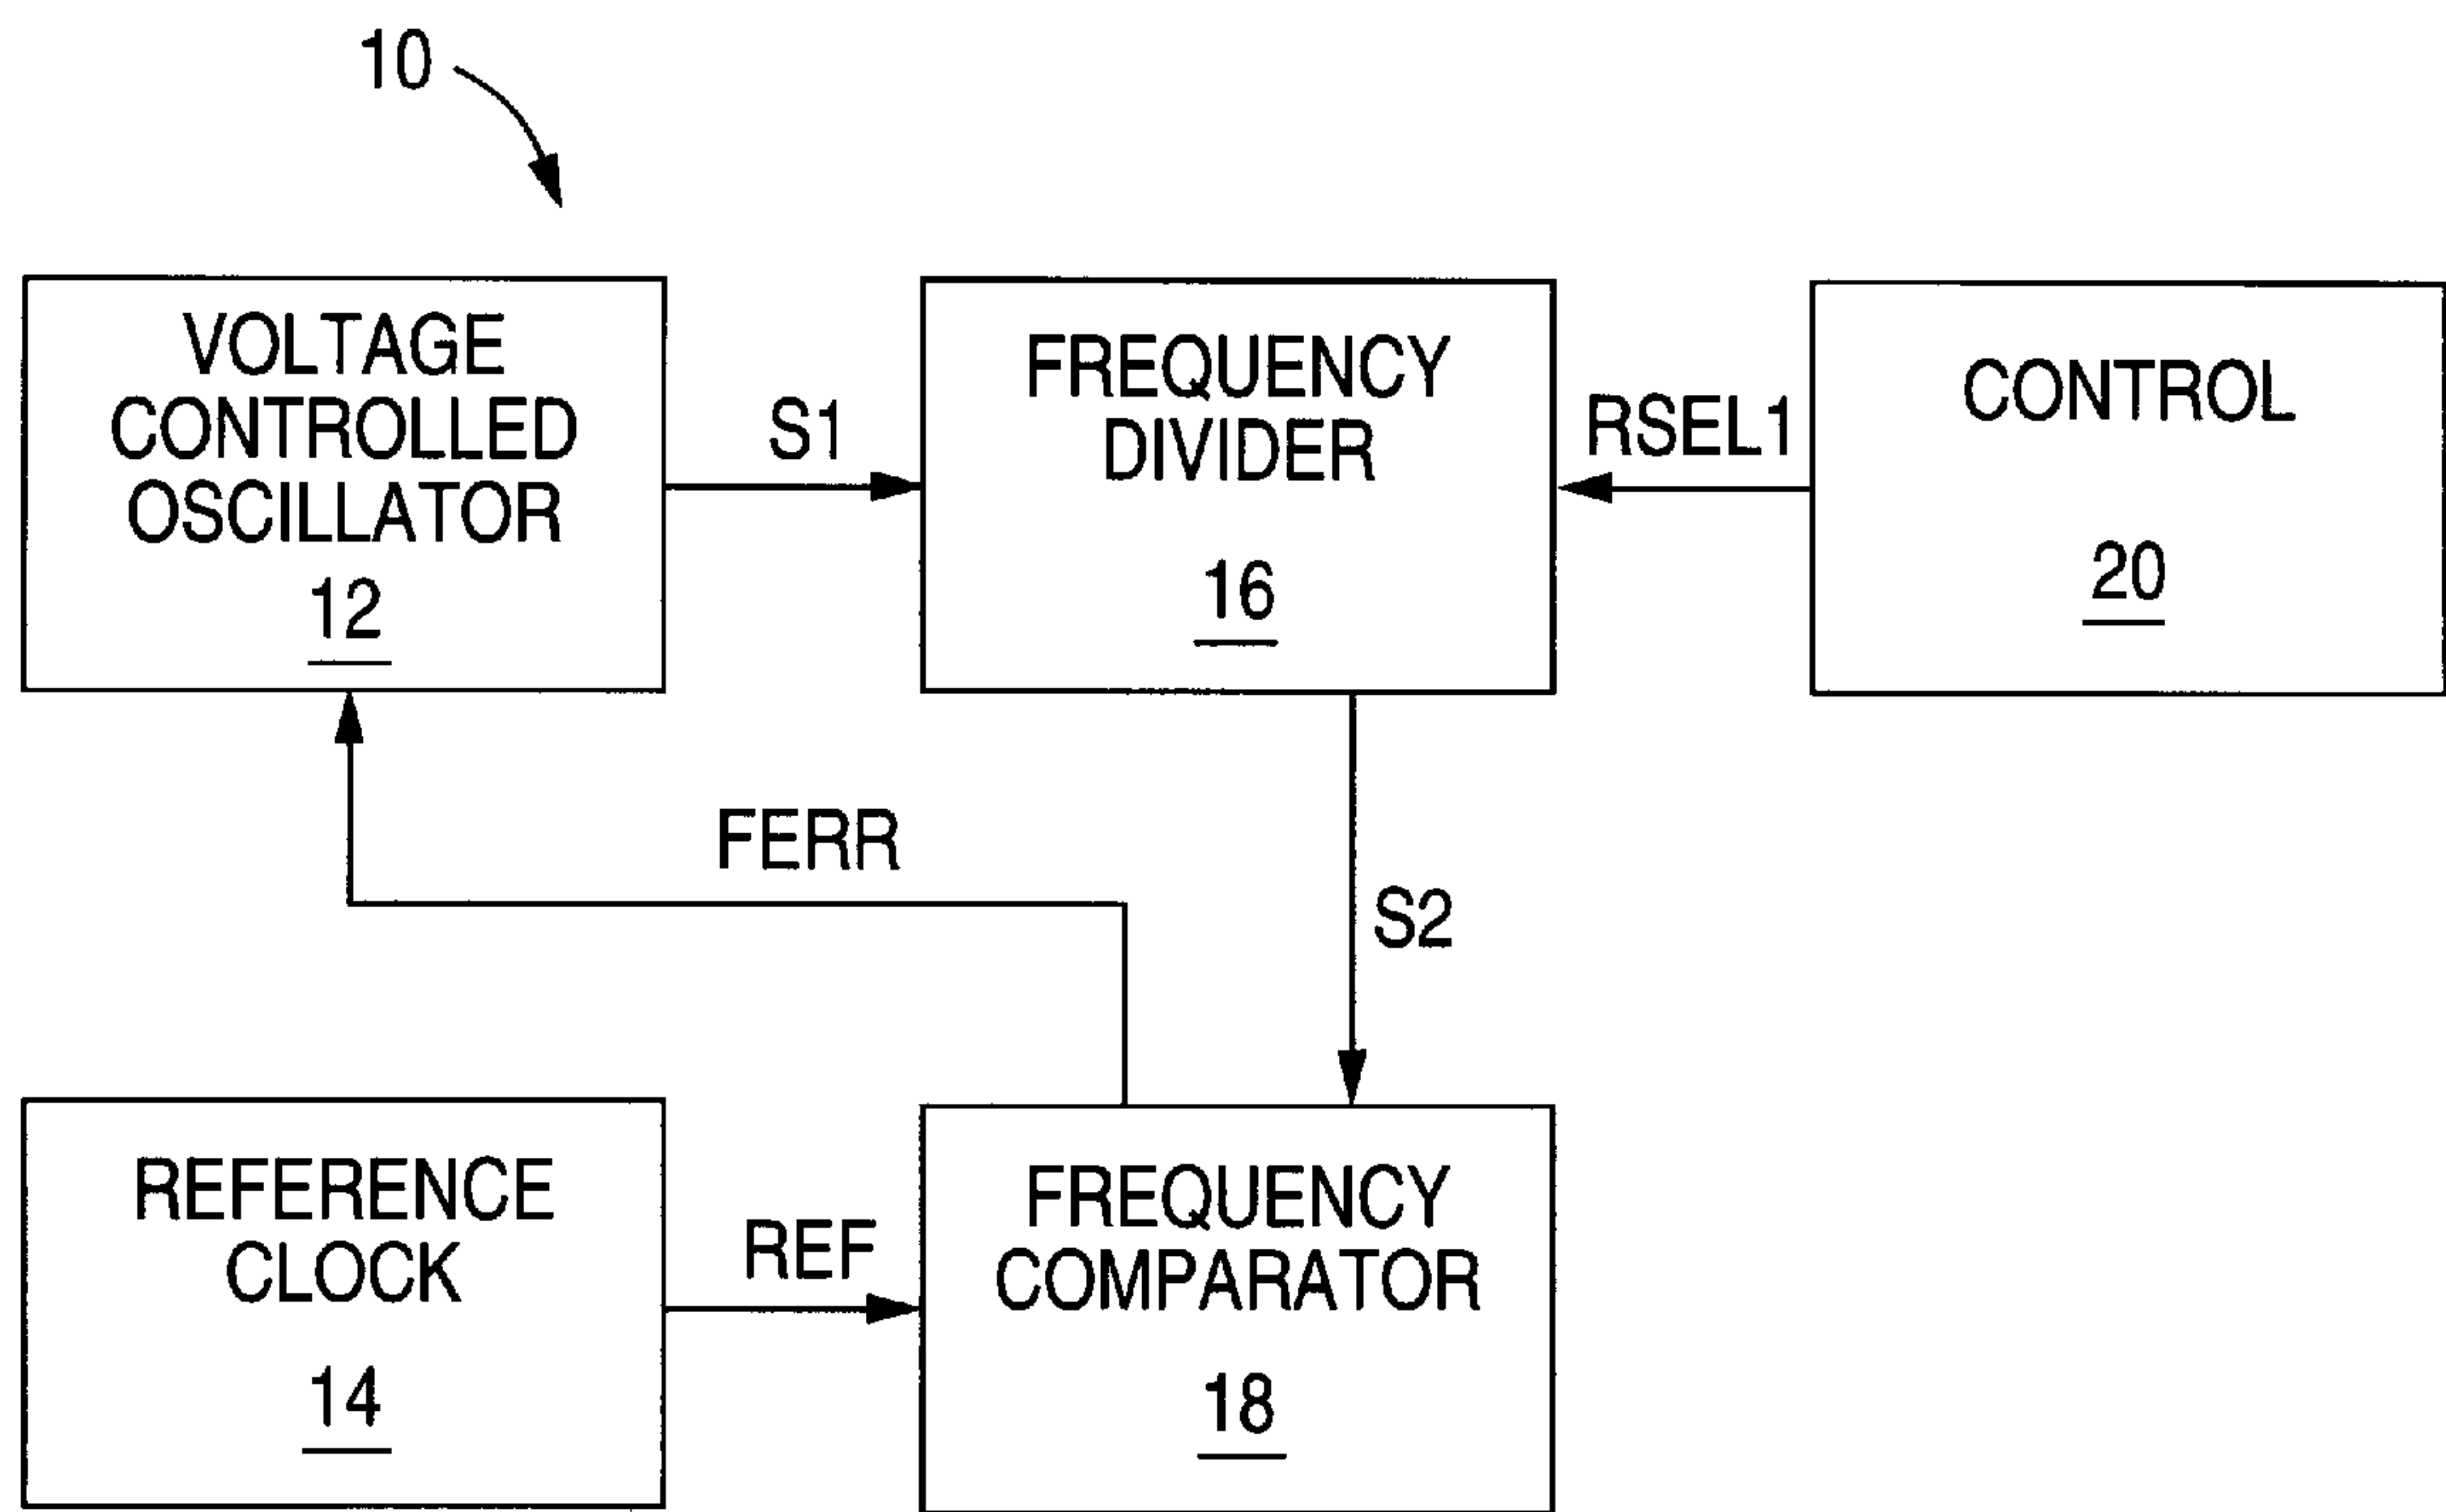 10
VOLTAGE
CONTROLLED
OSCILLATOR
12
S1
FREQUENCY
DIVIDER
16
RSEL1
CONTROL
20
FERR
S2
REFERENCE
CLOCK
14
REF
FREQUENCY
COMPARATOR
18